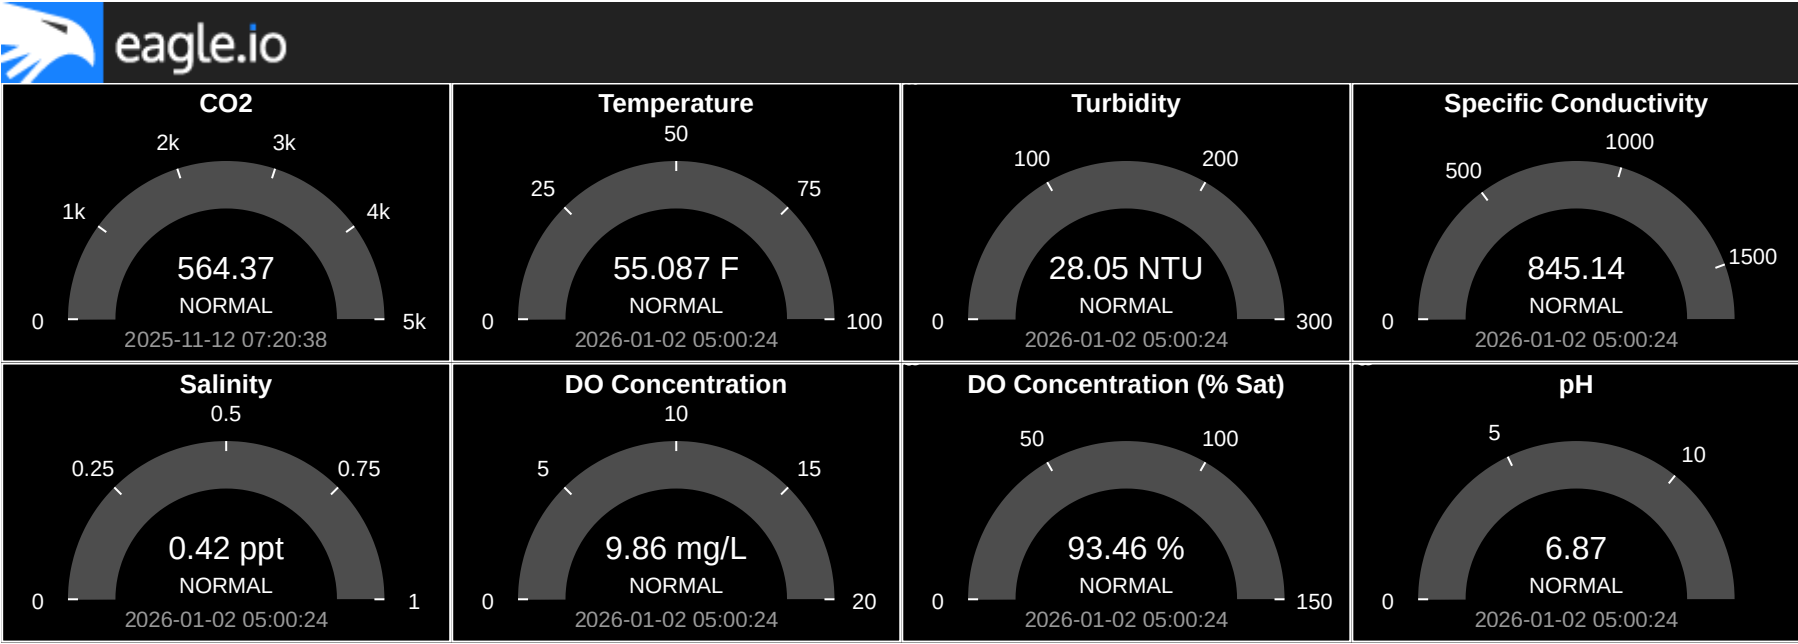 eagle.io
CO2
2k
3k
1k
4k
564.37
NORMAL
0
5k
2025-11-12 07:20:38
Temperature
50
25
75
55.087 F
NORMAL
0
100
2026-01-02 05:00:24
Turbidity
100
200
28.05 NTU
NORMAL
0
300
2026-01-02 05:00:24
Specific Conductivity
1000
500
1500
845.14
NORMAL
0
2026-01-02 05:00:24
Salinity
0.5
0.25
0.75
0.42 ppt
NORMAL
0
1
2026-01-02 05:00:24
DO Concentration
10
5
15
9.86 mg/L
NORMAL
0
20
2026-01-02 05:00:24
DO Concentration (% Sat)
50
100
93.46 %
NORMAL
0
150
2026-01-02 05:00:24
pH
5
10
6.87
NORMAL
0
2026-01-02 05:00:24